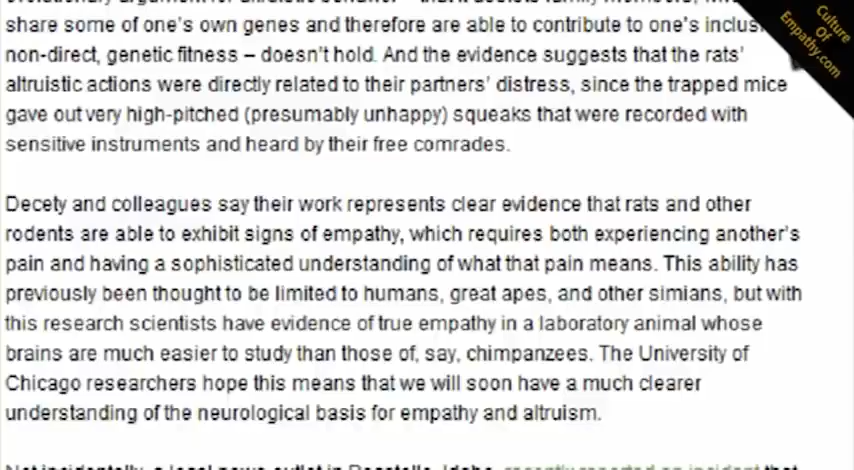 share some of one's own genes and therefore are able to contribute to one's
non-direct, genetic fitness – doesn't hold. And the evidence suggests that the rats'
altruistic actions were directly related to their partners' distress, since the trapped mice
gave out very high-pitched (presumably unhappy) squeaks that were recorded with
sensitive instruments and heard by their free comrades.
Decety and colleagues say their work represents clear evidence that rats and other
rodents are able to exhibit signs of empathy, which requires both experiencing another's
pain and having a sophisticated understanding of what that pain means. This ability has
previously been thought to be limited to humans, great apes, and other simians, but with
this research scientists have evidence of true empathy in a laboratory animal whose
brains are much easier to study than those of, say, chimpanzees. The University of
Chicago researchers hope this means that we will soon have a much clearer
understanding of the neurological basis for empathy and altruism.
Culture
Of
Empathy.com